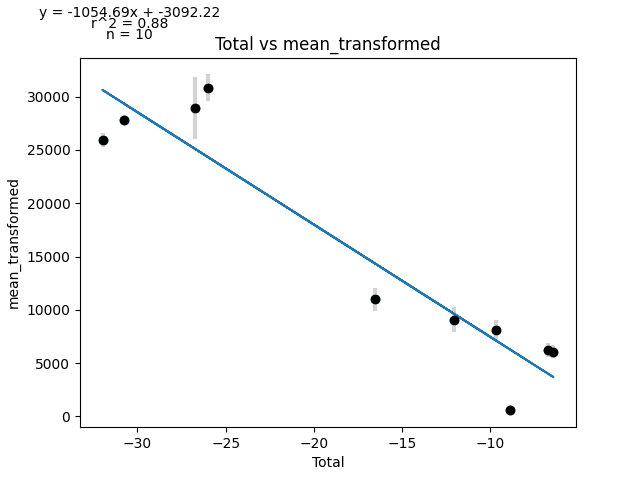 y = -1054.69x + -3092.22
r^2 = 0.88
n = 10
Total vs mean_transformed
30000
25000
20000
15000
10000
5000
0
mean_transformed
−30
−25
−20
−15
−10
Total